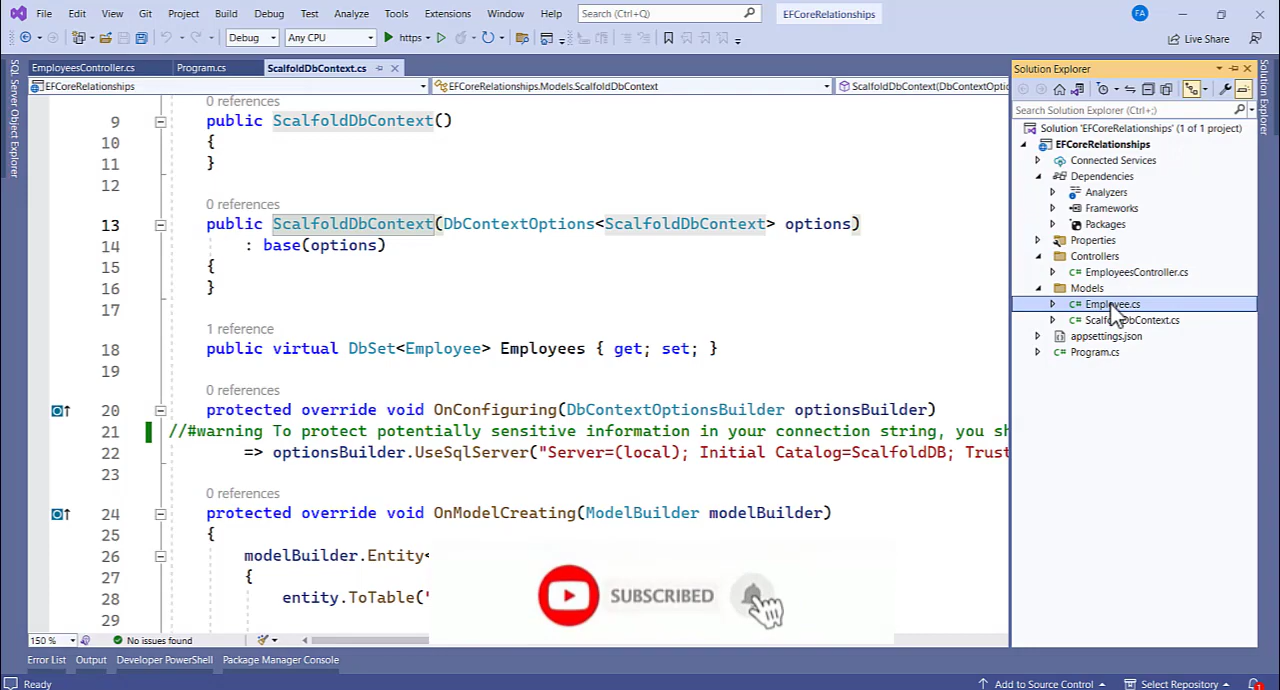 File Edit View Git Project Build Debug Test Analyze Tools Extensions Window Help Search (Ctrl+Q) EFCoreRelationships FA
Debug Any CPU https Live Share
SQL Server Object Explorer
EmployeesController.cs Program.cs ScalfoldDbContext.cs
EFCoreRelationships EFCoreRelationships.Models.ScalfoldDbContext ScalfoldDbContext(DbContextOptio
0 references
9 public ScalfoldDbContext()
10 {
11 }
12
0 references
13 public ScalfoldDbContext(DbContextOptions<ScalfoldDbContext> options)
14 : base(options)
15 {
16 }
17
1 reference
18 public virtual DbSet<Employee> Employees { get; set; }
19
0 references
20 protected override void OnConfiguring(DbContextOptionsBuilder optionsBuilder)
21 //#warning To protect potentially sensitive information in your connection string, you sh
22 => optionsBuilder.UseSqlServer("Server=(local); Initial Catalog=ScalfoldDB; Trust
23
0 references
24 protected override void OnModelCreating(ModelBuilder modelBuilder)
25 {
26 modelBuilder.Entity<
27 {
28 entity.ToTable("
29
SUBSCRIBED
150 % No issues found
Solution Explorer
Search Solution Explorer (Ctrl+;)
Solution 'EFCoreRelationships' (1 of 1 project)
EFCoreRelationships
Connected Services
Dependencies
Analyzers
Frameworks
Packages
Properties
Controllers
C# EmployeesController.cs
Models
C# Employee.cs
C# ScalfoldDbContext.cs
appsettings.json
C# Program.cs
Solution Explorer
Error List Output Developer PowerShell Package Manager Console
Ready Add to Source Control Select Repository 1